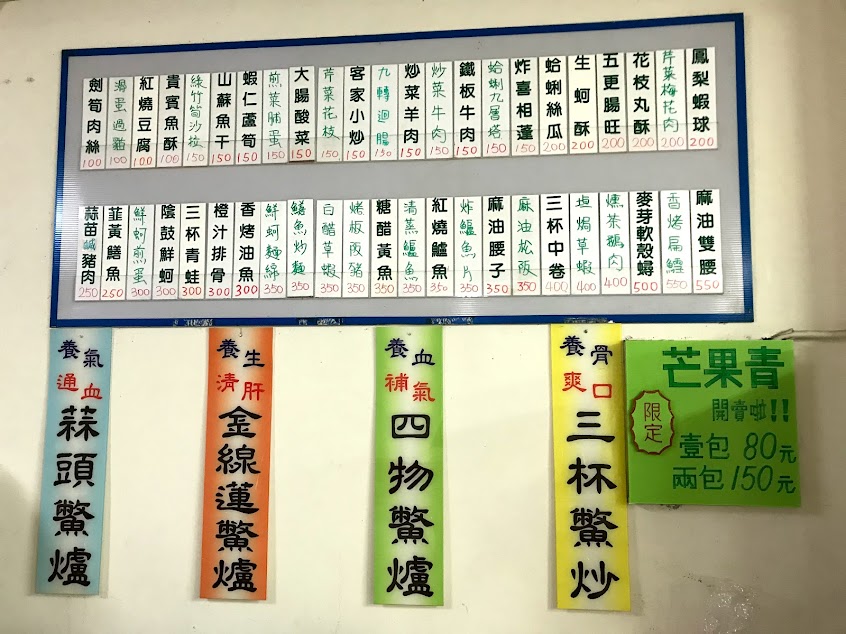 劍筍肉絲 100
滑蛋過貓 100
紅燒豆腐 100
貴賓魚酥 100
綠竹筍沙拉 150
山蘇魚干 150
蝦仁蘆筍 150
煎菜脯蛋 150
大腸酸菜 150
芹菜花枝 150
客家小炒 150
九轉迴腸 150
炒菜羊肉 150
炒菜牛肉 150
鐵板牛肉 150
蛤蜊九層塔 150
炸喜相逢 150
蛤蜊絲瓜 200
生蚵酥 200
五更腸旺 200
花枝丸酥 200
芹菜梅花肉 200
鳳梨蝦球 200
蒜苗鹹豬肉 250
韮黃鱔魚 250
鮮蚵煎蛋 300
陰鼓鮮蚵 300
三杯青蛙 300
橙汁排骨 300
香烤油魚 300
鮮蚵麵線 350
鱔魚炒麵 350
白醋草蝦 350
烤板阪豬 350
糖醋黃魚 350
清蒸鱸魚 350
紅燒鱸魚 350
炸鱸魚片 350
麻油腰子 350
麻油松阪 350
三杯中卷 400
塩焗草蝦 400
燻茶鵝肉 400
麥芽軟殼蟳 500
香烤扁鱈 550
麻油雙腰 550
養氣
通血
蒜頭鱉爐
養生
清肝
金線蓮鱉爐
養血
補氣
四物鱉爐
養骨
爽口
三杯鱉炒
芒果青
限定
開賣啦!!
壹包 80元
兩包 150元